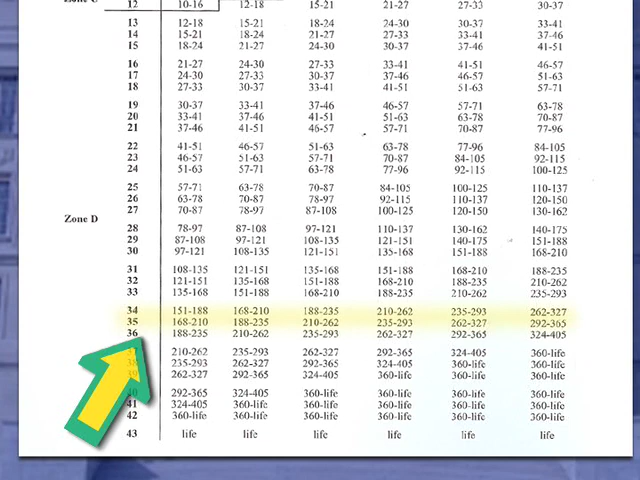 12 10-16 12-18 15-21 21-27 27-33 30-37
13 12-18 15-21 18-24 24-30 30-37 33-41
14 15-21 18-24 21-27 27-33 33-41 37-46
15 18-24 21-27 24-30 30-37 37-46 41-51
16 21-27 24-30 27-33 33-41 41-51 46-57
17 24-30 27-33 30-37 37-46 46-57 51-63
18 27-33 30-37 33-41 41-51 51-63 57-71
19 30-37 33-41 37-46 46-57 57-71 63-78
20 33-41 37-46 41-51 51-63 63-78 70-87
21 37-46 41-51 46-57 57-71 70-87 77-96
22 41-51 46-57 51-63 63-78 77-96 84-105
23 46-57 51-63 57-71 70-87 84-105 92-115
24 51-63 57-71 63-78 77-96 92-115 100-125
25 57-71 63-78 70-87 84-105 100-125 110-137
26 63-78 70-87 78-97 92-115 110-137 120-150
27 70-87 78-97 87-108 100-125 120-150 130-162
Zone D
28 78-97 87-108 97-121 110-137 130-162 140-175
29 87-108 97-121 108-135 121-151 140-175 151-188
30 97-121 108-135 121-151 135-168 151-188 168-210
31 108-135 121-151 135-168 151-188 168-210 188-235
32 121-151 135-168 151-188 168-210 188-235 210-262
33 135-168 151-188 168-210 188-235 210-262 235-293
34 151-188 168-210 188-235 210-262 235-293 262-327
35 168-210 188-235 210-262 235-293 262-327 292-365
36 188-235 210-262 235-293 262-327 292-365 324-405
210-262 235-293 262-327 292-365 324-405 360-life
235-293 262-327 292-365 324-405 360-life 360-life
262-327 292-365 324-405 360-life 360-life 360-life
292-365 324-405 360-life 360-life 360-life 360-life
41 324-405 360-life 360-life 360-life 360-life 360-life
42 360-life 360-life 360-life 360-life 360-life 360-life
43 life life life life life life